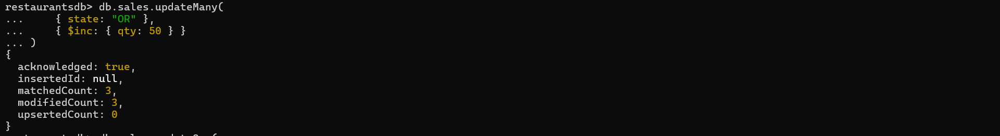 restaurantsdb> db.sales.updateMany(
...     { state: "OR" },
...     { $inc: { qty: 50 } }
... )
{
  acknowledged: true,
  insertedId: null,
  matchedCount: 3,
  modifiedCount: 3,
  upsertedCount: 0
}